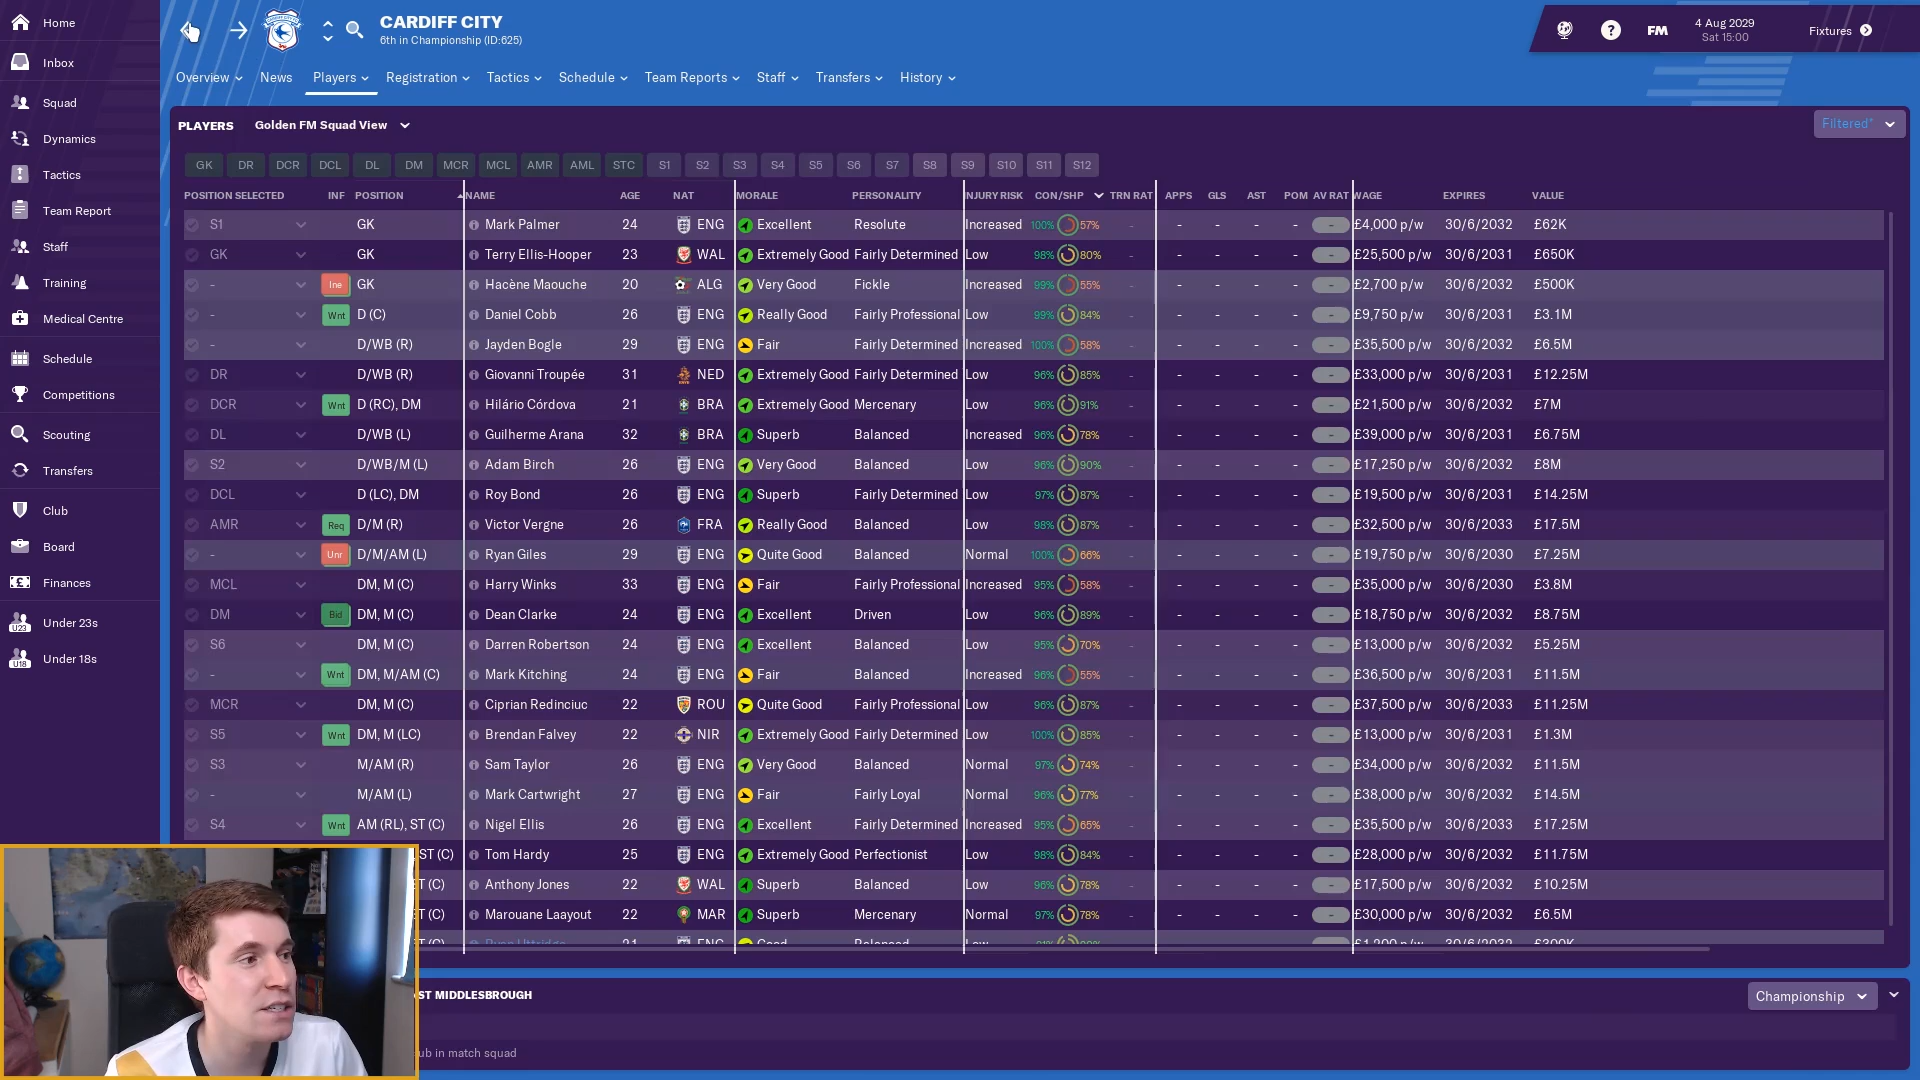 Home
Inbox
Squad
Dynamics
Tactics
Team Report
Staff
Training
Medical Centre
Schedule
Competitions
Scouting
Transfers
Club
Board
Finances
U23 Under 23s
U18 Under 18s
CARDIFF CITY
6th in Championship (ID:625)
FM
4 Aug 2029
Sat 15:00
Fixtures
Overview News Players Registration Tactics Schedule Team Reports Staff Transfers History
PLAYERS Golden FM Squad View Filtered*
GK DR DCR DCL DL DM MCR MCL AMR AML STC S1 S2 S3 S4 S5 S6 S7 S8 S9 S10 S11 S12
POSITION SELECTED INF POSITION NAME AGE NAT MORALE PERSONALITY INJURY RISK CON/SHP TRN RAT APPS GLS AST POM AV RAT WAGE EXPIRES VALUE
S1 GK Mark Palmer 24 ENG Excellent Resolute Increased 100% 57% - - - - - - £4,000 p/w 30/6/2032 £62K
GK GK Terry Ellis-Hooper 23 WAL Extremely Good Fairly Determined Low 98% 80% - - - - - - £25,500 p/w 30/6/2031 £650K
- Ine GK Hacène Maouche 20 ALG Very Good Fickle Increased 99% 55% - - - - - - £2,700 p/w 30/6/2032 £500K
- Wnt D (C) Daniel Cobb 26 ENG Really Good Fairly Professional Low 99% 84% - - - - - - £9,750 p/w 30/6/2031 £3.1M
- D/WB (R) Jayden Bogle 29 ENG Fair Fairly Determined Increased 100% 58% - - - - - - £35,500 p/w 30/6/2032 £6.5M
DR D/WB (R) Giovanni Troupée 31 NED Extremely Good Fairly Determined Low 96% 85% - - - - - - £33,000 p/w 30/6/2031 £12.25M
DCR Wnt D (RC), DM Hilário Córdova 21 BRA Extremely Good Mercenary Low 96% 91% - - - - - - £21,500 p/w 30/6/2032 £7M
DL D/WB (L) Guilherme Arana 32 BRA Superb Balanced Increased 96% 78% - - - - - - £39,000 p/w 30/6/2031 £6.75M
S2 D/WB/M (L) Adam Birch 26 ENG Very Good Balanced Low 96% 90% - - - - - - £17,250 p/w 30/6/2032 £8M
DCL D (LC), DM Roy Bond 26 ENG Superb Fairly Determined Low 97% 87% - - - - - - £19,500 p/w 30/6/2031 £14.25M
AMR Req D/M (R) Victor Vergne 26 FRA Really Good Balanced Low 98% 87% - - - - - - £32,500 p/w 30/6/2033 £17.5M
- Unr D/M/AM (L) Ryan Giles 29 ENG Quite Good Balanced Normal 100% 66% - - - - - - £19,750 p/w 30/6/2030 £7.25M
MCL DM, M (C) Harry Winks 33 ENG Fair Fairly Professional Increased 95% 58% - - - - - - £35,000 p/w 30/6/2030 £3.8M
DM Bid DM, M (C) Dean Clarke 24 ENG Excellent Driven Low 96% 89% - - - - - - £18,750 p/w 30/6/2032 £8.75M
S6 DM, M (C) Darren Robertson 24 ENG Excellent Balanced Low 95% 70% - - - - - - £13,000 p/w 30/6/2032 £5.25M
- Wnt DM, M/AM (C) Mark Kitching 24 ENG Fair Balanced Increased 96% 55% - - - - - - £36,500 p/w 30/6/2031 £11.5M
MCR DM, M (C) Ciprian Redinciuc 22 ROU Quite Good Fairly Professional Low 96% 87% - - - - - - £37,500 p/w 30/6/2033 £11.25M
S5 Wnt DM, M (LC) Brendan Falvey 22 NIR Extremely Good Fairly Determined Low 100% 85% - - - - - - £13,000 p/w 30/6/2031 £1.3M
S3 M/AM (R) Sam Taylor 26 ENG Very Good Balanced Normal 97% 74% - - - - - - £34,000 p/w 30/6/2032 £11.5M
- M/AM (L) Mark Cartwright 27 ENG Fair Fairly Loyal Normal 96% 77% - - - - - - £38,000 p/w 30/6/2032 £14.5M
S4 Wnt AM (RL), ST (C) Nigel Ellis 26 ENG Excellent Fairly Determined Increased 95% 65% - - - - - - £35,500 p/w 30/6/2033 £17.25M
, ST (C) Tom Hardy 25 ENG Extremely Good Perfectionist Low 98% 84% - - - - - - £28,000 p/w 30/6/2032 £11.75M
T (C) Anthony Jones 22 WAL Superb Balanced Low 96% 78% - - - - - - £17,500 p/w 30/6/2032 £10.25M
T (C) Marouane Laayout 22 MAR Superb Mercenary Normal 97% 78% - - - - - - £30,000 p/w 30/6/2032 £6.5M
ST MIDDLESBROUGH Championship
ub in match squad